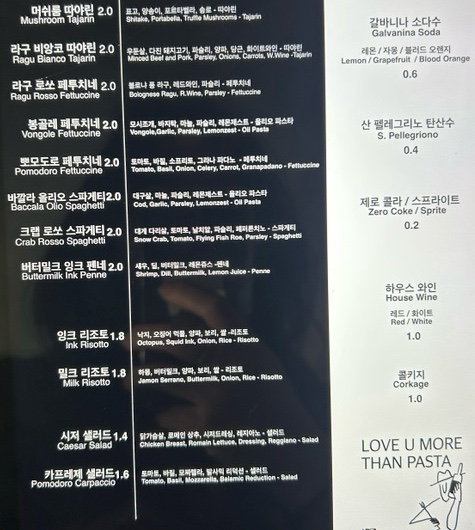 머쉬룸 따야린 2.0
Mushroom Tajarin
표고, 양송이, 포르타벨라, 송로 - 따야린
Shitake, Portabella, Truffle Mushrooms - Tajarin
라구 비앙코 따야린 2.0
Ragu Bianco Tajarin
우둔살, 다진 돼지고기, 파슬리, 양파, 당근, 화이트와인 - 따야린
Minced Beef and Pork, Parsley, Onions, Carrots, W.Wine -Tajarin
라구 로쏘 페투치네 2.0
Ragu Rosso Fettuccine
볼로냐 풍 라구, 레드와인, 파슬리 - 페투치네
Bolognese Ragu, R.Wine, Parsley - Fettuccine
봉골레 페투치네 2.0
Vongole Fettuccine
모시조개, 바지락, 마늘, 파슬리, 레몬제스트 - 올리오 파스타
Vongole,Garlic, Parsley, Lemonzest - Oil Pasta
뽀모도로 페투치네 2.0
Pomodoro Fettuccine
토마토, 바질, 소프리토, 그라나 파다노 - 페투치네
Tomato, Basil, Onion, Celery, Carrot, Granapadano - Fettuccine
바깔라 올리오 스파게티2.0
Baccala Olio Spaghetti
대구살, 마늘, 파슬리, 레몬제스트 - 올리오 파스타
Cod, Garlic, Parsley, Lemonzest - Oil Pasta
크랩 로쏘 스파게티2.0
Crab Rosso Spaghetti
대게 다리살, 토마토, 날치알, 파슬리, 페퍼론치노 - 스파게티
Snow Crab, Tomato, Flying Fish Roe, Parsley - Spaghetti
버터밀크 잉크 펜네2.0
Buttermilk Ink Penne
새우, 딜, 버터밀크, 레몬쥬스 -펜네
Shrimp, Dill, Buttermilk, Lemon Juice - Penne
잉크 리조토1.8
Ink Risotto
낙지, 오징어 먹물, 양파, 보리, 쌀 -리조토
Octopus, Squid Ink, Onion, Rice - Risotto
밀크 리조토1.8
Milk Risotto
하몽, 버터밀크, 양파, 보리, 쌀 - 리조토
Jamon Serrano, Buttermilk, Onion, Rice - Risotto
시저 샐러드1.4
Caesar Salad
닭가슴살, 로메인 상추, 시저드레싱, 레지아노 - 샐러드
Chicken Breast, Romain Lettuce, Dressing, Reggiano - Salad
카프레제 샐러드1.6
Pomodoro Carpaccio
토마토, 바질, 모짜렐라, 발사믹 리덕션 - 샐러드
Tomato, Basil, Mozzarella, Balamic Reduction - Salad
갈바니나 소다수
Galvanina Soda
레몬 / 자몽 / 블러드 오렌지
Lemon / Grapefruit / Blood Orange
0.6
산 펠레그리노 탄산수
S. Pellegriono
0.4
제로 콜라 / 스프라이트
Zero Coke / Sprite
0.2
하우스 와인
House Wine
레드 / 화이트
Red / White
1.0
콜키지
Corkage
1.0
LOVE U MORE
THAN PASTA